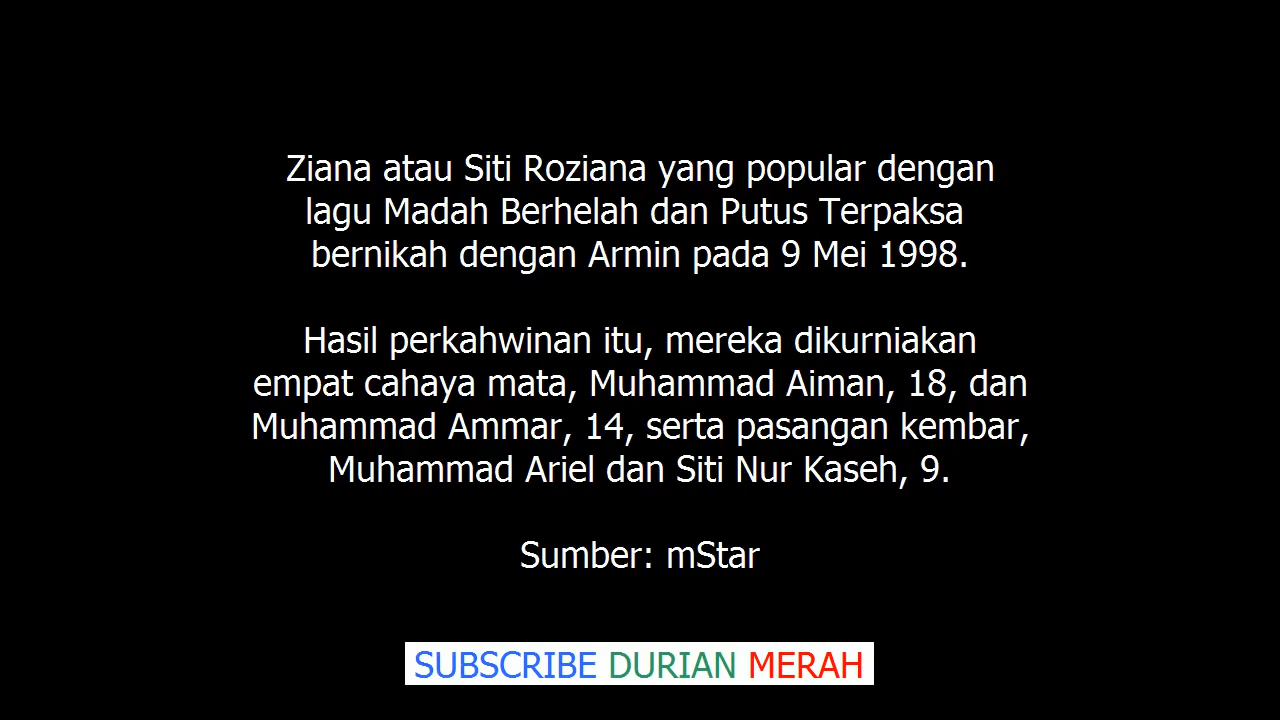 Ziana atau Siti Roziana yang popular dengan
lagu Madah Berhelah dan Putus Terpaksa
bernikah dengan Armin pada 9 Mei 1998.
Hasil perkahwinan itu, mereka dikurniakan
empat cahaya mata, Muhammad Aiman, 18, dan
Muhammad Ammar, 14, serta pasangan kembar,
Muhammad Ariel dan Siti Nur Kaseh, 9.
Sumber: mStar
SUBSCRIBE DURIAN MERAH